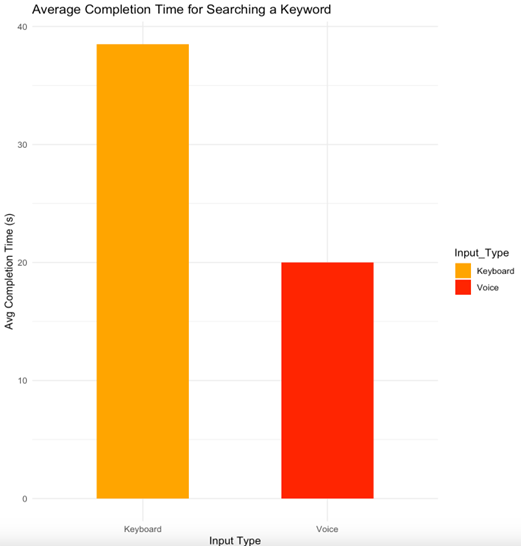 Average Completion Time for Searching a Keyword
40
30
20
10
0
Avg Completion Time (s)
Keyboard
Voice
Input Type
Input_Type
Keyboard
Voice